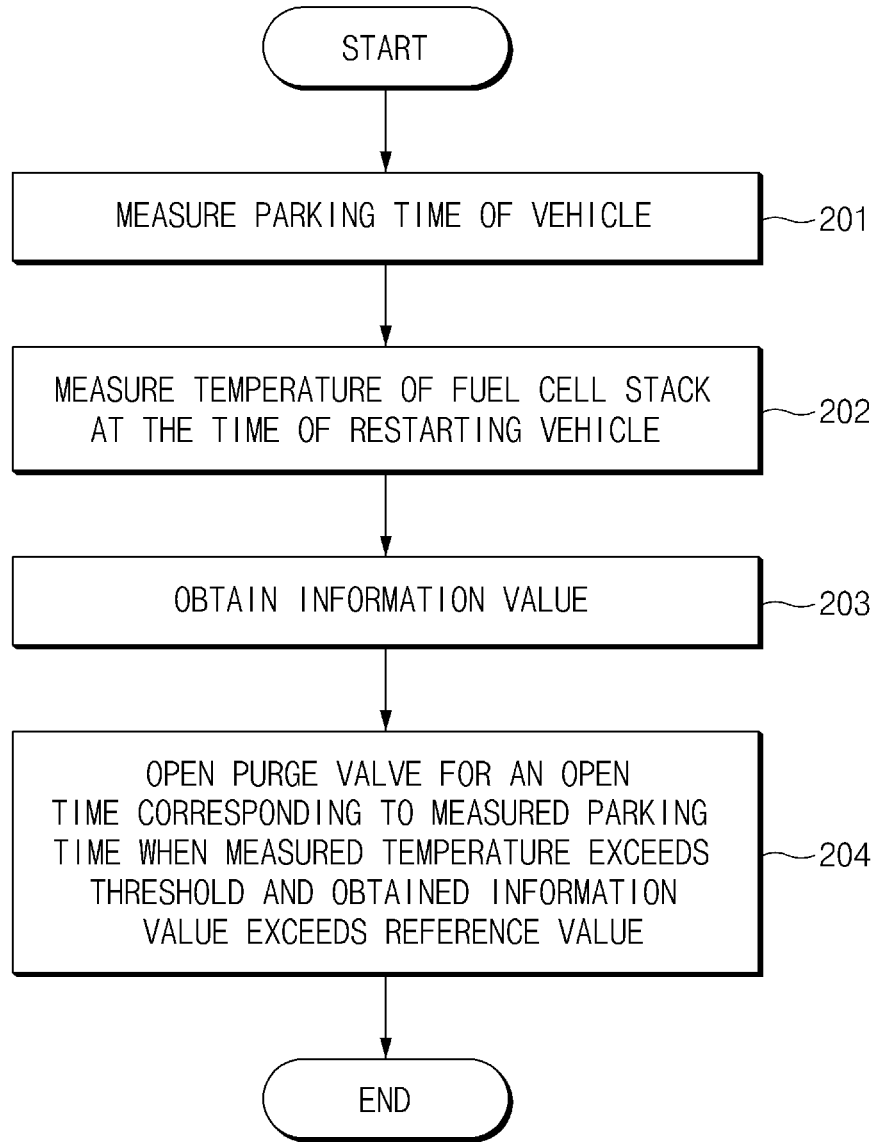 START
MEASURE PARKING TIME OF VEHICLE
201
MEASURE TEMPERATURE OF FUEL CELL STACK
AT THE TIME OF RESTARTING VEHICLE
202
OBTAIN INFORMATION VALUE
203
OPEN PURGE VALVE FOR AN OPEN
TIME CORRESPONDING TO MEASURED PARKING
TIME WHEN MEASURED TEMPERATURE EXCEEDS
THRESHOLD AND OBTAINED INFORMATION
VALUE EXCEEDS REFERENCE VALUE
204
END